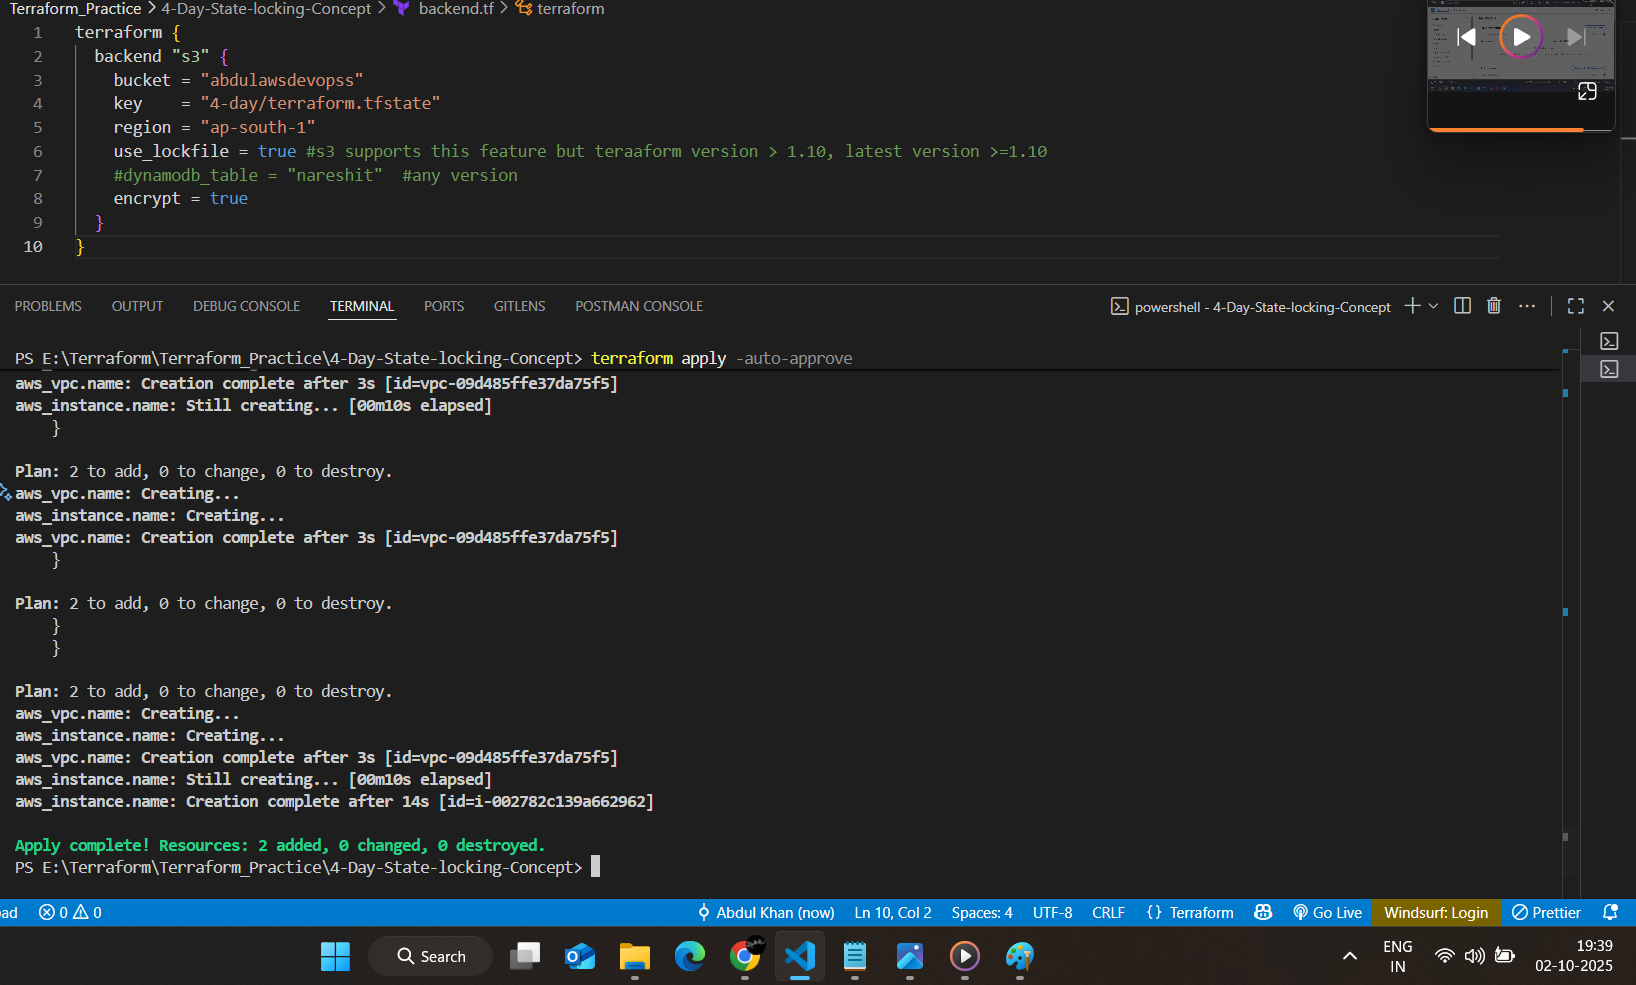 Terraform_Practice > 4-Day-State-locking-Concept > backend.tf > terraform
1 terraform {
2 backend "s3" {
3 bucket = "abdulawsdevopss"
4 key    = "4-day/terraform.tfstate"
5 region = "ap-south-1"
6 use_lockfile = true #s3 supports this feature but teraaform version > 1.10, latest version >=1.10
7 #dynamodb_table = "nareshit"  #any version
8 encrypt = true
9 }
10 }
PROBLEMS OUTPUT DEBUG CONSOLE TERMINAL PORTS GITLENS POSTMAN CONSOLE powershell - 4-Day-State-locking-Concept
PS E:\Terraform\Terraform_Practice\4-Day-State-locking-Concept> terraform apply -auto-approve
aws_vpc.name: Creation complete after 3s [id=vpc-09d485ffe37da75f5]
aws_instance.name: Still creating... [00m10s elapsed]
}
Plan: 2 to add, 0 to change, 0 to destroy.
aws_vpc.name: Creating...
aws_instance.name: Creating...
aws_vpc.name: Creation complete after 3s [id=vpc-09d485ffe37da75f5]
}
Plan: 2 to add, 0 to change, 0 to destroy.
}
}
Plan: 2 to add, 0 to change, 0 to destroy.
aws_vpc.name: Creating...
aws_instance.name: Creating...
aws_vpc.name: Creation complete after 3s [id=vpc-09d485ffe37da75f5]
aws_instance.name: Still creating... [00m10s elapsed]
aws_instance.name: Creation complete after 14s [id=i-002782c139a662962]
Apply complete! Resources: 2 added, 0 changed, 0 destroyed.
PS E:\Terraform\Terraform_Practice\4-Day-State-locking-Concept>
oad 0 0 Abdul Khan (now) Ln 10, Col 2 Spaces: 4 UTF-8 CRLF {} Terraform Go Live Windsurf: Login Prettier
Search ENG IN 19:39 02-10-2025